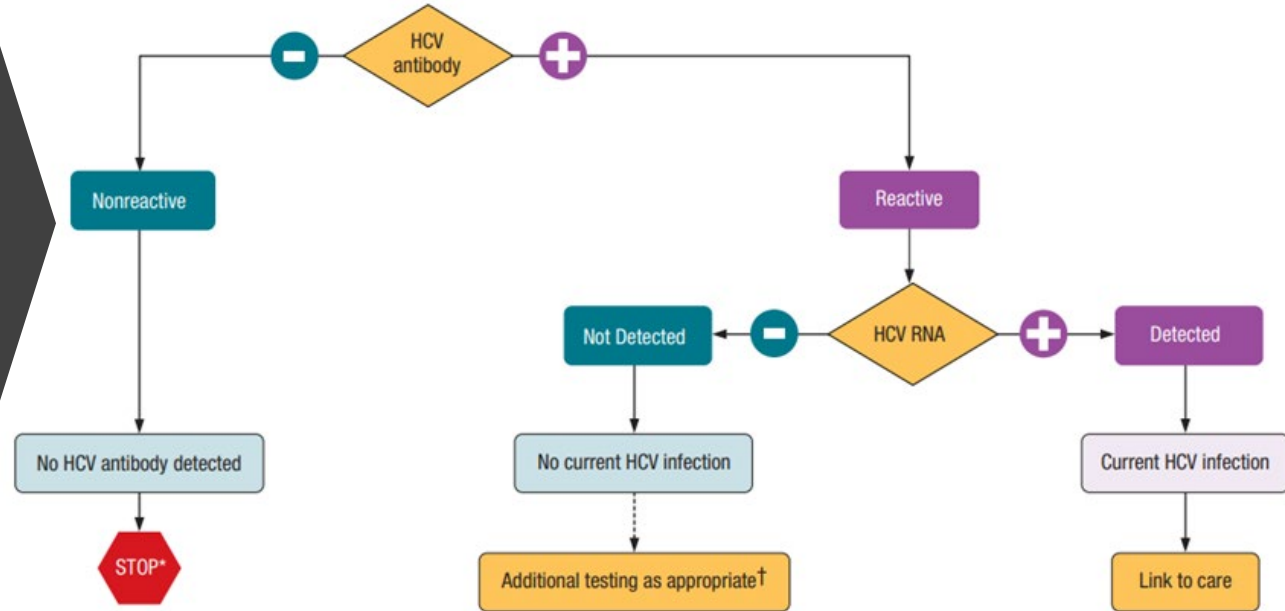 HCV
antibody
Nonreactive
Reactive
Not Detected
HCV RNA
Detected
No HCV antibody detected
No current HCV infection
Current HCV infection
STOP*
Additional testing as appropriate†
Link to care